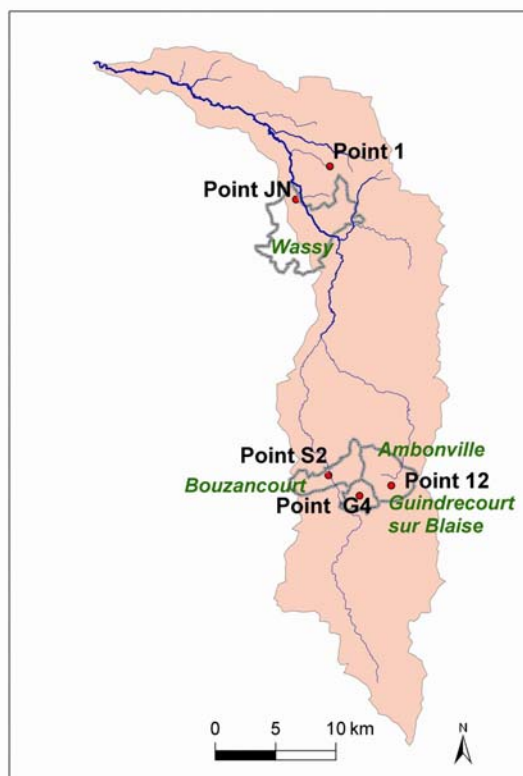 Point 1
Point JN
Wassy
Ambonville
Point S2
Bouzancourt
Point 12
Point G4
Guindrecourt
sur Blaise
0 5 10 km
N